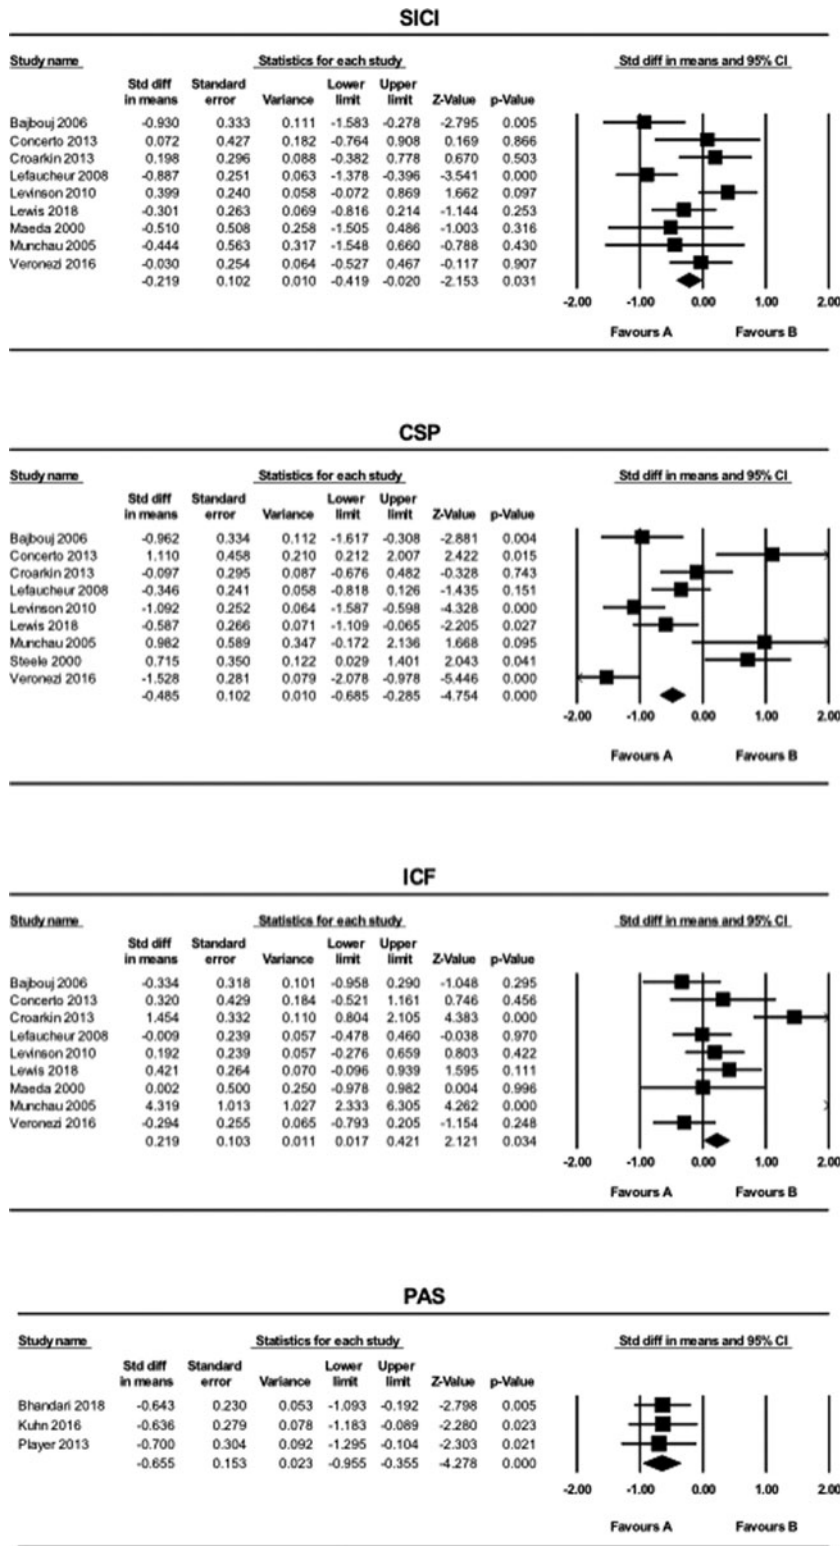 SICI
Study name Statistics for each study Std diff in means and 95% CI
Std diff Standard Lower Upper
in means error Variance limit limit Z-Value p-Value
Bajbouj 2006 -0.930 0.333 0.111 -1.583 -0.278 -2.795 0.005
Concerto 2013 0.072 0.427 0.182 -0.764 0.908 0.169 0.866
Croarkin 2013 0.198 0.296 0.088 -0.382 0.778 0.670 0.503
Lefaucheur 2008 -0.887 0.251 0.063 -1.378 -0.396 -3.541 0.000
Levinson 2010 0.399 0.240 0.058 -0.072 0.869 1.662 0.097
Lewis 2018 -0.301 0.263 0.069 -0.816 0.214 -1.144 0.253
Maeda 2000 -0.510 0.508 0.258 -1.505 0.486 -1.003 0.316
Munchau 2005 -0.444 0.563 0.317 -1.548 0.660 -0.788 0.430
Veronezi 2016 -0.030 0.254 0.064 -0.527 0.467 -0.117 0.907
-0.219 0.102 0.010 -0.419 -0.020 -2.153 0.031
-2.00 -1.00 0.00 1.00 2.00
Favours A Favours B
CSP
Study name Statistics for each study Std diff in means and 95% CI
Std diff Standard Lower Upper
in means error Variance limit limit Z-Value p-Value
Bajbouj 2006 -0.962 0.334 0.112 -1.617 -0.308 -2.881 0.004
Concerto 2013 1.110 0.458 0.210 0.212 2.007 2.422 0.015
Croarkin 2013 -0.097 0.295 0.087 -0.676 0.482 -0.328 0.743
Lefaucheur 2008 -0.346 0.241 0.058 -0.818 0.126 -1.435 0.151
Levinson 2010 -1.092 0.252 0.064 -1.587 -0.598 -4.328 0.000
Lewis 2018 -0.587 0.266 0.071 -1.109 -0.065 -2.205 0.027
Munchau 2005 0.982 0.589 0.347 -0.172 2.136 1.668 0.095
Steele 2000 0.715 0.350 0.122 0.029 1.401 2.043 0.041
Veronezi 2016 -1.528 0.281 0.079 -2.078 -0.978 -5.446 0.000
-0.485 0.102 0.010 -0.685 -0.285 -4.754 0.000
-2.00 -1.00 0.00 1.00 2.00
Favours A Favours B
ICF
Study name Statistics for each study Std diff in means and 95% CI
Std diff Standard Lower Upper
in means error Variance limit limit Z-Value p-Value
Bajbouj 2006 -0.334 0.318 0.101 -0.958 0.290 -1.048 0.295
Concerto 2013 0.320 0.429 0.184 -0.521 1.161 0.746 0.456
Croarkin 2013 1.454 0.332 0.110 0.804 2.105 4.383 0.000
Lefaucheur 2008 -0.009 0.239 0.057 -0.478 0.460 -0.038 0.970
Levinson 2010 0.192 0.239 0.057 -0.276 0.659 0.803 0.422
Lewis 2018 0.421 0.264 0.070 -0.096 0.939 1.595 0.111
Maeda 2000 0.002 0.500 0.250 -0.978 0.982 0.004 0.996
Munchau 2005 4.319 1.013 1.027 2.333 6.305 4.262 0.000
Veronezi 2016 -0.294 0.255 0.065 -0.793 0.205 -1.154 0.248
0.219 0.103 0.011 0.017 0.421 2.121 0.034
-2.00 -1.00 0.00 1.00 2.00
Favours A Favours B
PAS
Study name Statistics for each study Std diff in means and 95% CI
Std diff Standard Lower Upper
in means error Variance limit limit Z-Value p-Value
Bhandari 2018 -0.643 0.230 0.053 -1.093 -0.192 -2.798 0.005
Kuhn 2016 -0.636 0.279 0.078 -1.183 -0.089 -2.280 0.023
Player 2013 -0.700 0.304 0.092 -1.295 -0.104 -2.303 0.021
-0.655 0.153 0.023 -0.955 -0.355 -4.278 0.000
-2.00 -1.00 0.00 1.00 2.00
Favours A Favours B